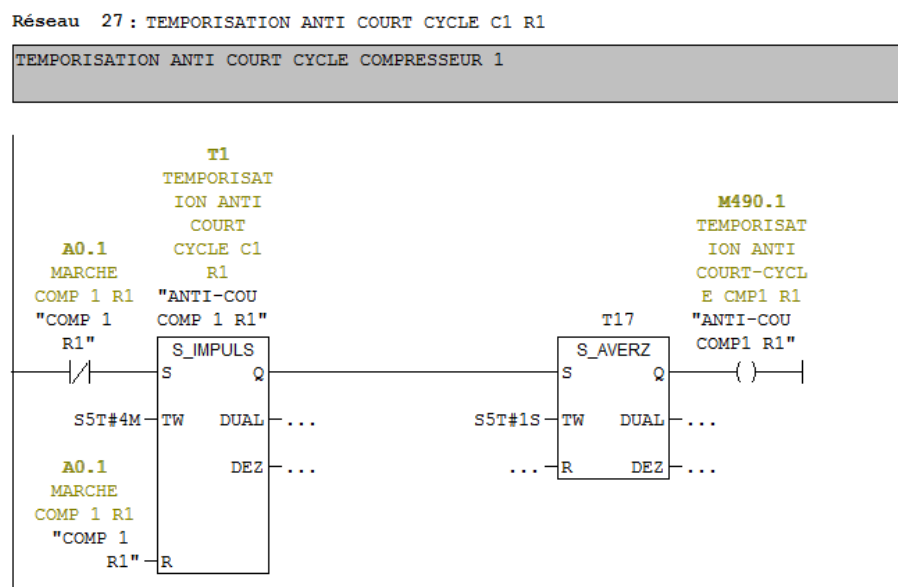 Réseau 27 : TEMPORISATION ANTI COURT CYCLE C1 R1
TEMPORISATION ANTI COURT CYCLE COMPRESSEUR 1
T1
TEMPORISAT
ION ANTI
COURT
CYCLE C1
R1
"ANTI-COU
COMP 1 R1"
A0.1
MARCHE
COMP 1 R1
"COMP 1
R1"
S_IMPULS
S Q
S5T#4M TW DUAL ...
DEZ ...
A0.1
MARCHE
COMP 1 R1
"COMP 1
R1" R
T17
S_AVERZ
S Q
S5T#1S TW DUAL ...
... R DEZ ...
M490.1
TEMPORISAT
ION ANTI
COURT-CYCL
E CMP1 R1
"ANTI-COU
COMP1 R1"